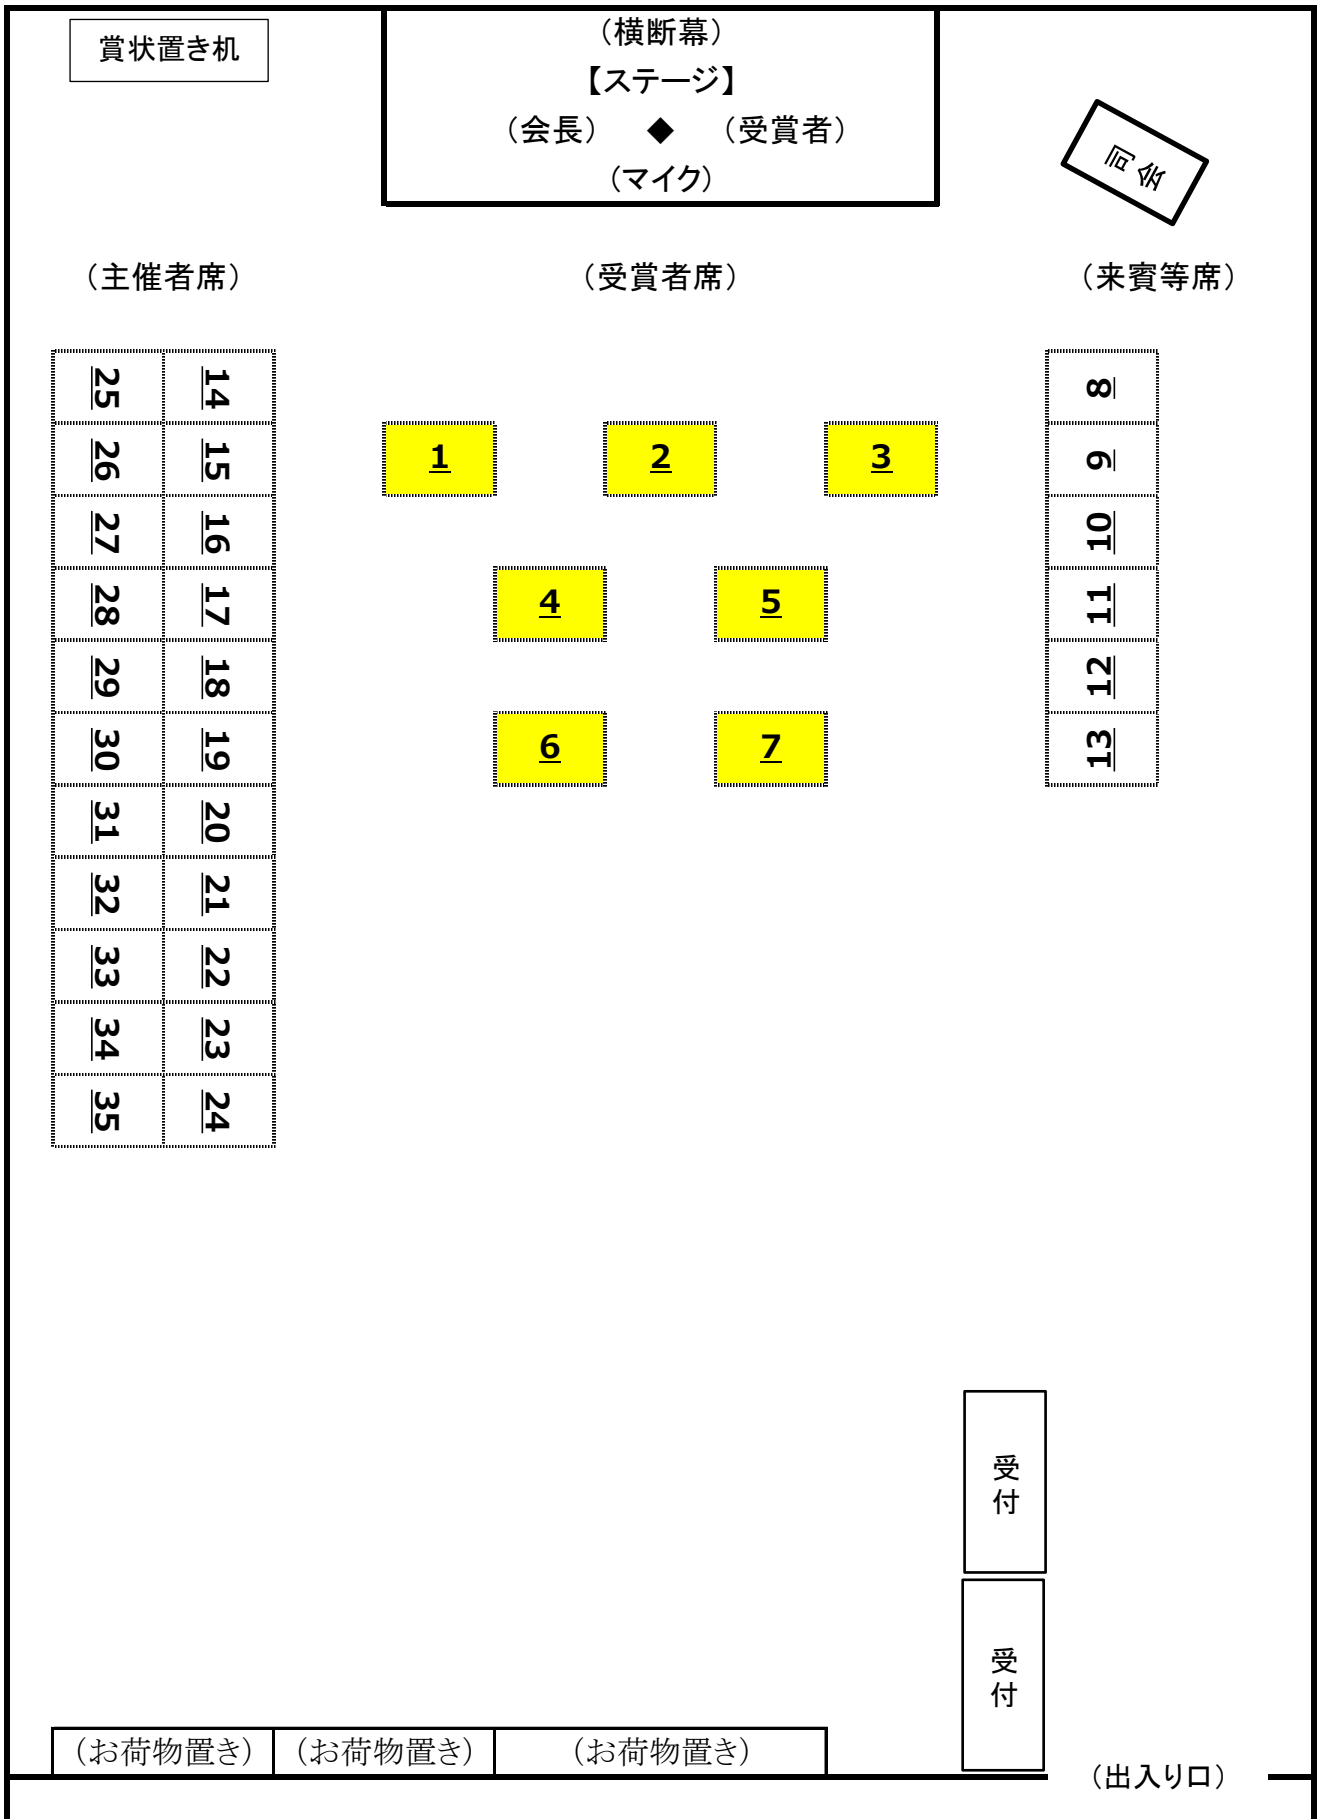 賞状置き机
（横断幕）
【ステージ】
（会長）　◆　（受賞者）
（マイク）
司会
（主催者席）
（受賞者席）
（来賓等席）
25 14
26 15
27 16
28 17
29 18
30 19
31 20
32 21
33 22
34 23
35 24
1 2 3
4 5
6 7
8
9
10
11
12
13
受付
受付
（お荷物置き）（お荷物置き）（お荷物置き）
（出入り口）